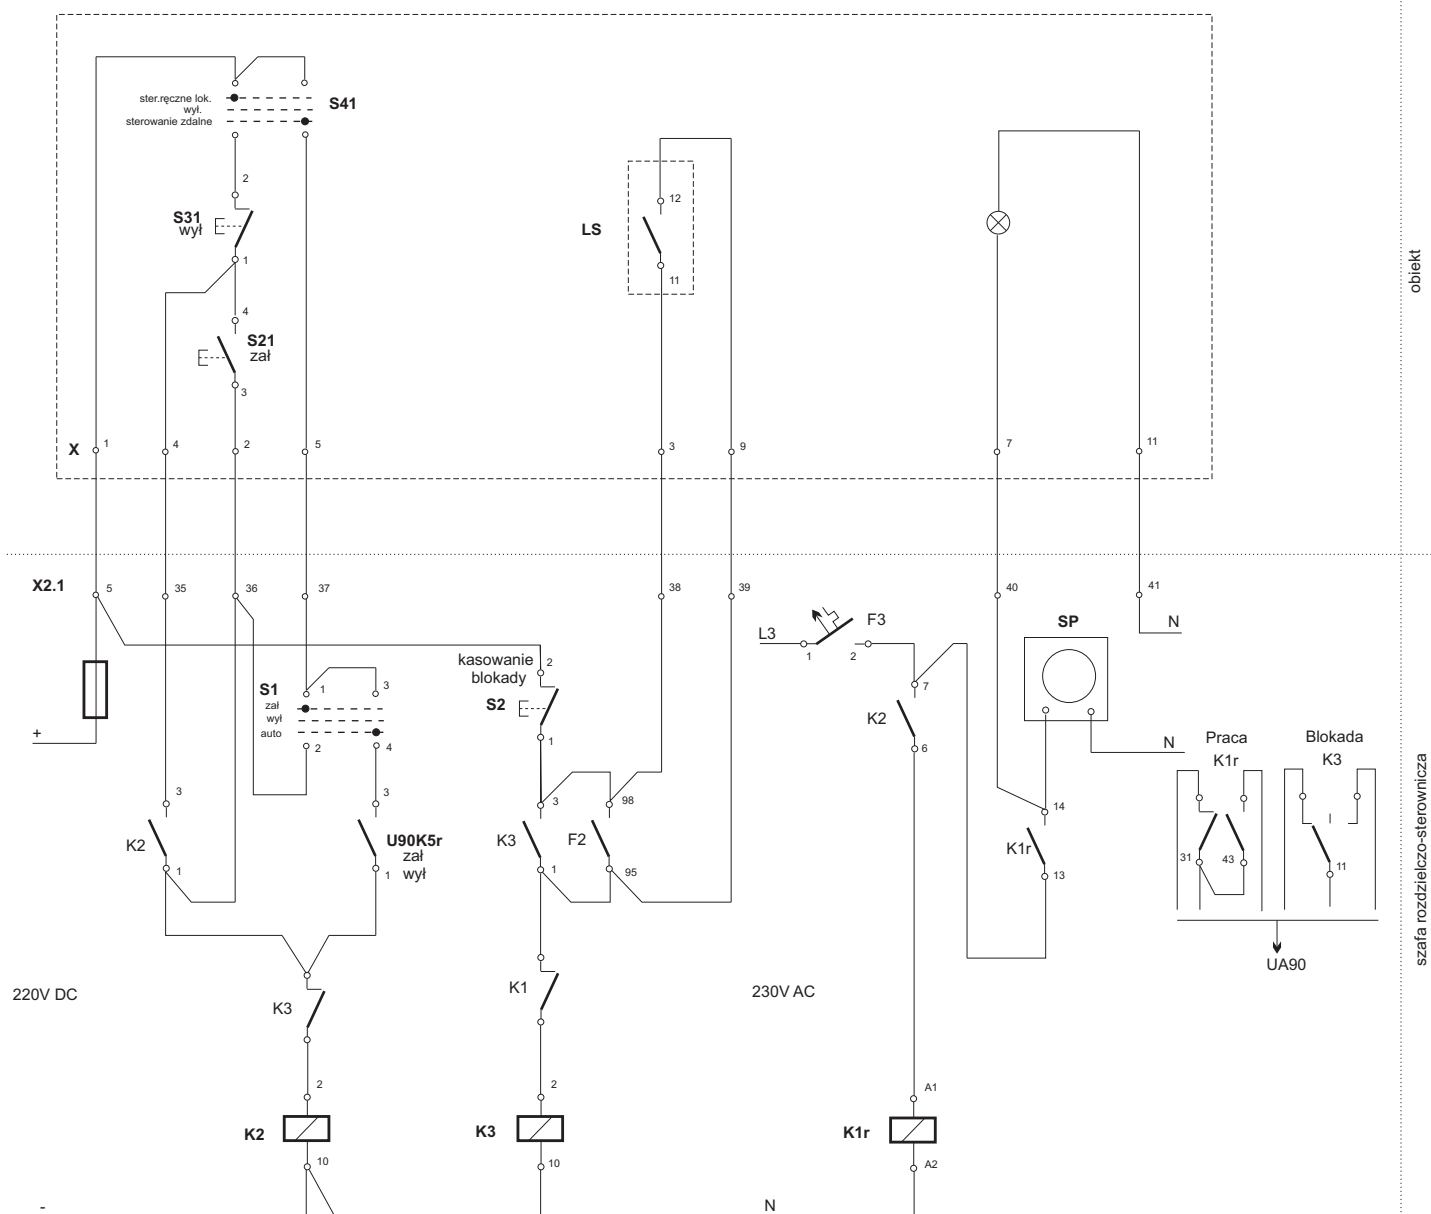 ster.ręczne lok.
wył.
sterowanie zdalne
S41
2
S31
wył
1
4
S21
zał
3
LS
12
11
X
1
4
2
5
3
9
7
11
obiekt
X2.1
5
35
36
37
38
39
40
41
N
L3
F3
1
2
SP
kasowanie
blokady
2
S2
1
S1
zał
wył
auto
1
3
2
4
+
7
K2
6
N
Praca
K1r
Blokada
K3
3
K2
1
3
U90K5r
zał
wył
1
3
K3
1
98
F2
95
14
K1r
13
31
43
11
UA90
szafa rozdzielczo-sterownicza
220V DC
K3
K1
230V AC
2
K2
10
2
K3
10
A1
K1r
A2
-
N